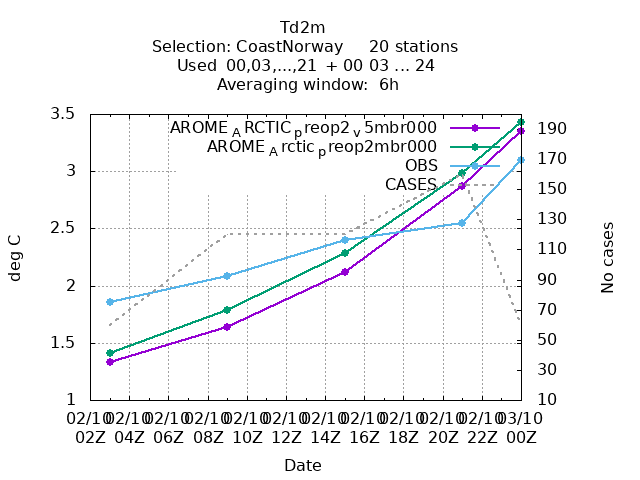 Td2m
Selection: CoastNorway 20 stations
Used 00,03,...,21 + 00 03 ... 24
Averaging window: 6h
AROME_ARCTIC_preop2_v5mbr000
AROME_Arctic_preop2mbr000
OBS
CASES
3.5
3
2.5
2
1.5
1
deg C
190
170
150
130
110
90
70
50
30
10
No cases
02/10 02/10 02/10 02/10 02/10 02/10 02/10 02/10 02/10 02/10 02/10 03/10
02Z 04Z 06Z 08Z 10Z 12Z 14Z 16Z 18Z 20Z 22Z 00Z
Date